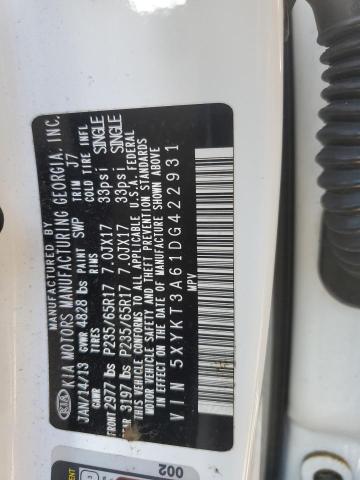 MANUFACTURED BY
KIA KIA MOTORS MANUFACTURING GEORGIA, INC.
JAN/14/13 GVWR 4828 lbs PAINT SWP TRIM J7
GAWR TIRES RIMS COLD TIRE INFL
FRONT 2977 lbs P235/65R17 7.0JX17 33psi SINGLE
REAR 3197 lbs P235/65R17 7.0JX17 33psi SINGLE
THIS VEHICLE CONFORMS TO ALL APPLICABLE U.S.A. FEDERAL
MOTOR VEHICLE SAFETY AND THEFT PREVENTION STANDARDS
IN EFFECT ON THE DATE OF MANUFACTURE SHOWN ABOVE.
VIN 5XYKT3A61DG422931
MPV
002